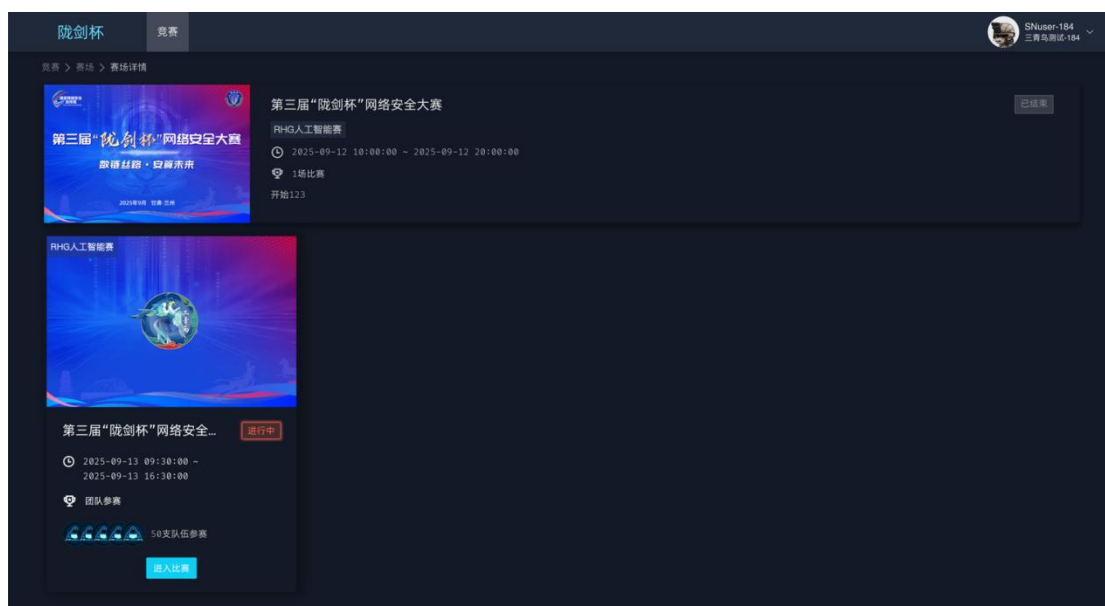 陇剑杯
竞赛
SNuser-184
三青鸟测试-184
竞赛 > 赛场 > 赛场详情
第三届“陇剑杯”网络安全大赛
数链丝路·安翼未来
2025年9月 甘肃·兰州
第三届“陇剑杯”网络安全大赛
已结束
RHG人工智能赛
2025-09-12 10:00:00 ~ 2025-09-12 20:00:00
1场比赛
开始123
RHG人工智能赛
三青鸟
第三届“陇剑杯”网络安全…
进行中
2025-09-13 09:30:00 ~
2025-09-13 16:30:00
团队参赛
50支队伍参赛
进入比赛